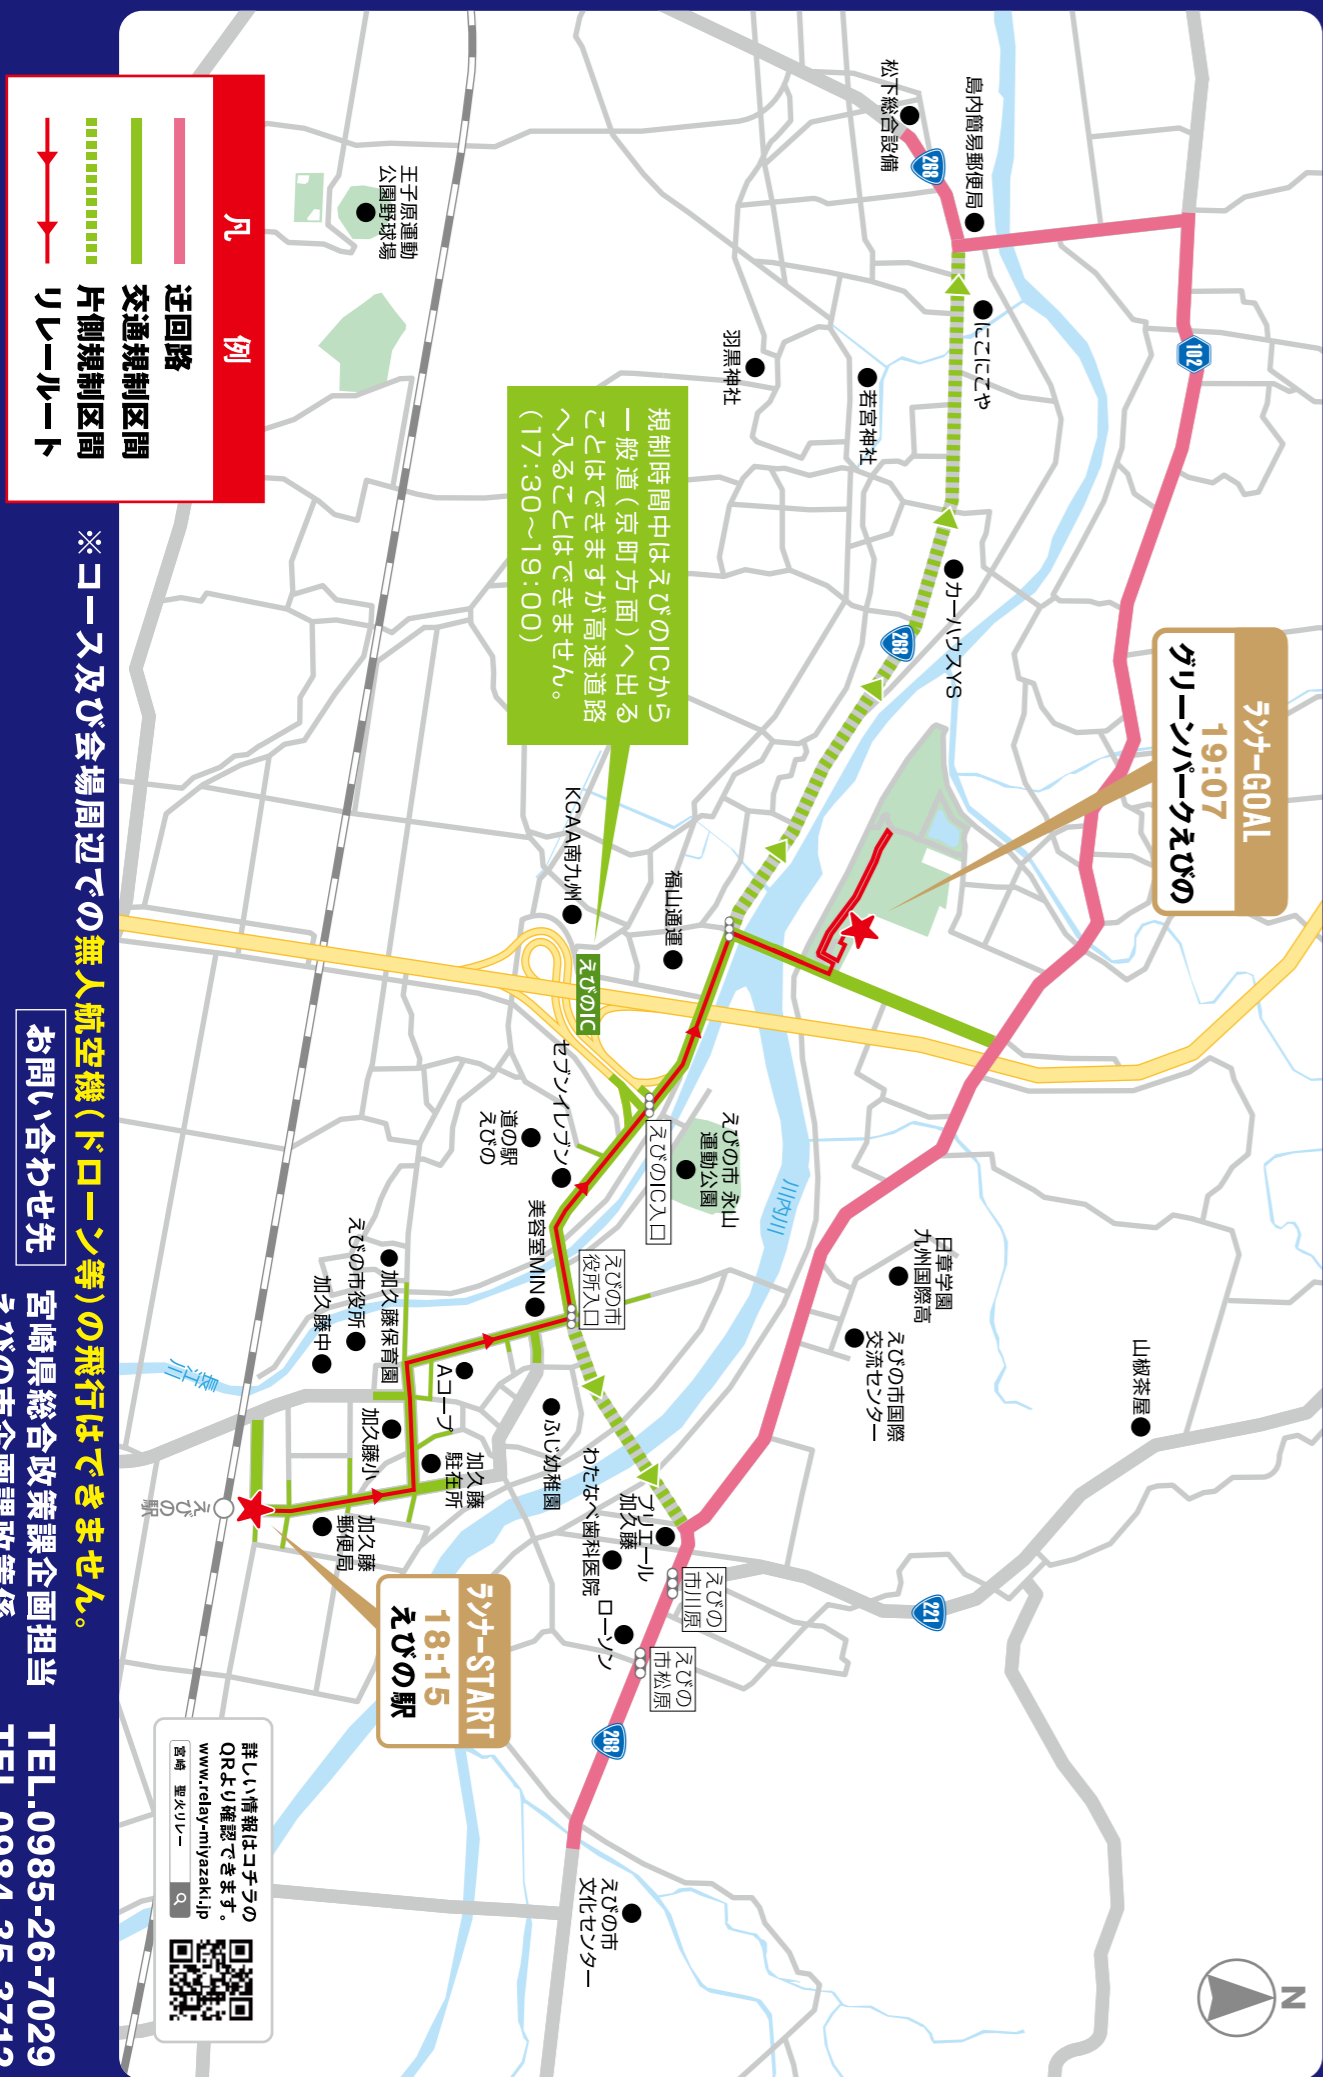 N
ランナーGOAL
19:07
グリーンパークえびの
102
島内簡易郵便局
松下総合設備
268
にこにこや
若宮神社
羽黒神社
カーハウスYS
268
王子原運動
公園野球場
規制時間中はえびのICから
一般道（京町方面）へ出る
ことはできますが高速道路
へ入ることはできません。
（17:30～19:00）
KCAA南九州
福山通運
えびのIC
えびのIC入口
えびの市 永山
運動公園
川内川
セブンイレブン
道の駅
えびの
美容室MIN
えびの市
役所入口
日章学園
九州国際高
えびの市国際
交流センター
山椒茶屋
221
加久藤保育園
えびの市役所
加久藤中
長江川
Aコープ
加久藤小
加久藤
駐在所
ふじ幼稚園
わたなべ歯科医院
プリエール
加久藤
ローソン
えびの
市川原
えびの
市松原
268
えびの市
文化センター
加久藤
郵便局
えびの駅
ランナーSTART
18:15
えびの駅
凡 例
迂回路
交通規制区間
片側規制区間
リレールート
詳しい情報はコチラの
QRより確認できます。
www.relay-miyazaki.jp
宮崎 聖火リレー
※コース及び会場周辺での無人航空機（ドローン等）の飛行はできません。
お問い合わせ先
宮崎県総合政策課企画担当 TEL.0985-26-7029
えびの市企画課政策係 TEL.0984-35-3712